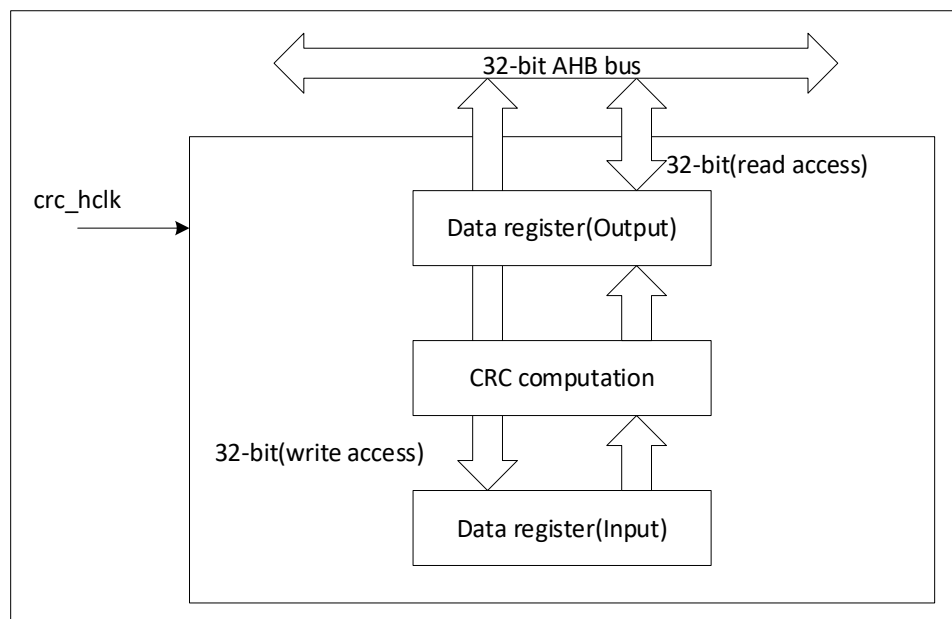 32-bit AHB bus
32-bit(read access)
crc_hclk
Data register(Output)
CRC computation
32-bit(write access)
Data register(Input)